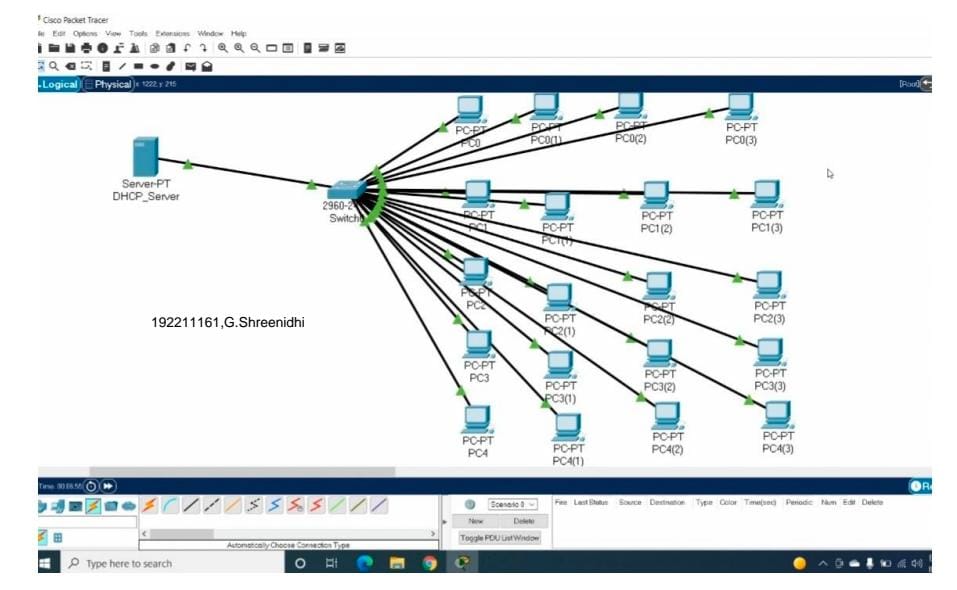 Cisco Packet Tracer
Edit Options View Tools Extensions Window Help
Logical Physical x: 1222, y: 215
[Root]
PC-PT
PC0
PC-PT
PC0(1)
PC-PT
PC0(2)
PC-PT
PC0(3)
Server-PT
DHCP_Server
2960-2
Switch
PC-PT
PC1
PC-PT
PC1(1)
PC-PT
PC1(2)
PC-PT
PC1(3)
PC-PT
PC2
PC-PT
PC2(1)
PC-PT
PC2(2)
PC-PT
PC2(3)
192211161,G.Shreenidhi
PC-PT
PC3
PC-PT
PC3(1)
PC-PT
PC3(2)
PC-PT
PC3(3)
PC-PT
PC4
PC-PT
PC4(1)
PC-PT
PC4(2)
PC-PT
PC4(3)
Time: 00:08:55
Re
Scenario 0
Fire Last Status Source Destination Type Color Time(sec) Periodic Num Edit Delete
New Delete
Toggle PDU List Window
Automatically Choose Connection Type
Type here to search